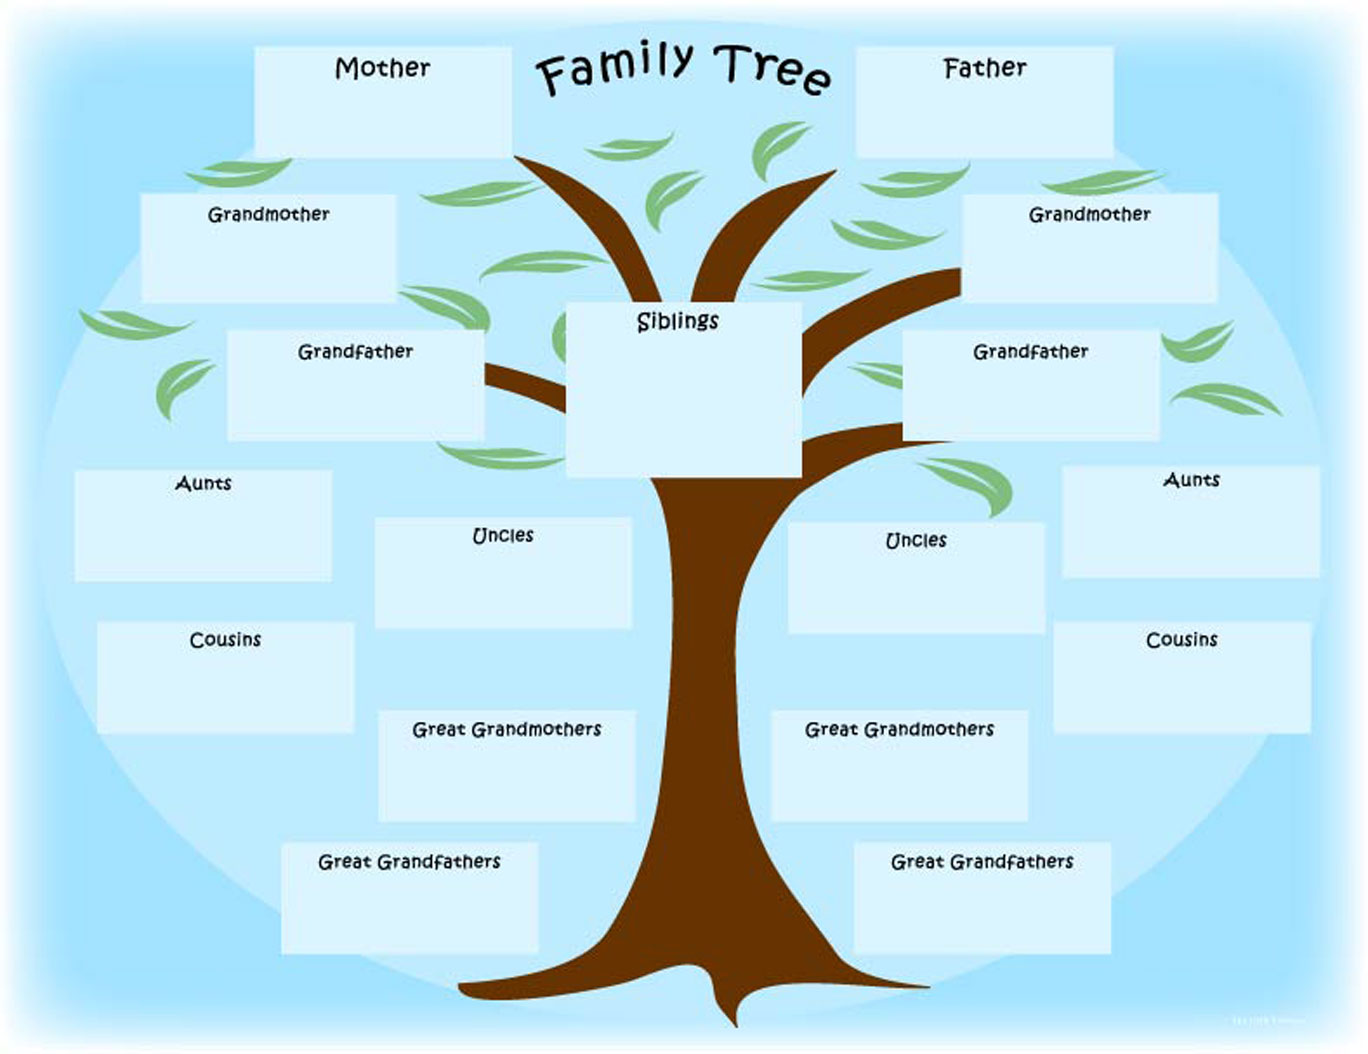 Family Tree
Mother
Father
Grandmother
Grandmother
Siblings
Grandfather
Grandfather
Aunts
Aunts
Uncles
Uncles
Cousins
Cousins
Great Grandmothers
Great Grandmothers
Great Grandfathers
Great Grandfathers